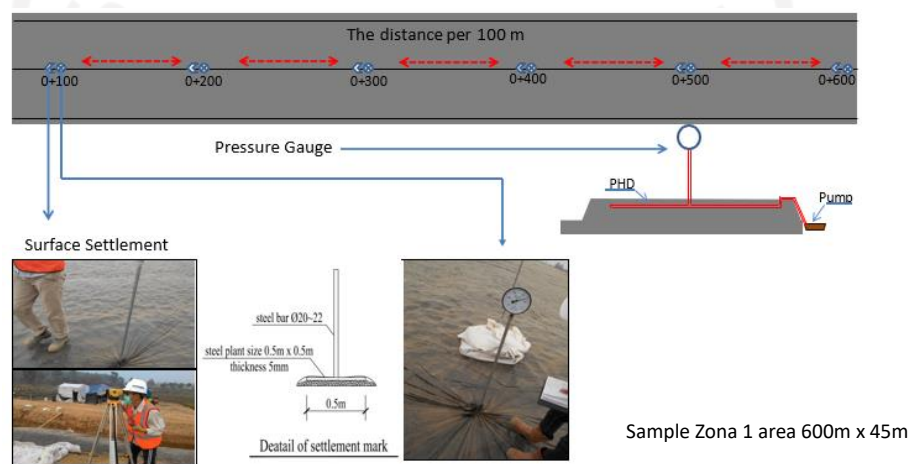 The distance per 100 m
0+100
0+200
0+300
0+400
0+500
0+600
Pressure Gauge
PHD
Pump
Surface Settlement
steel bar Ø20~22
steel plant size 0.5m x 0.5m
thickness 5mm
0.5m
Deatail of settlement mark
Sample Zona 1 area 600m x 45m